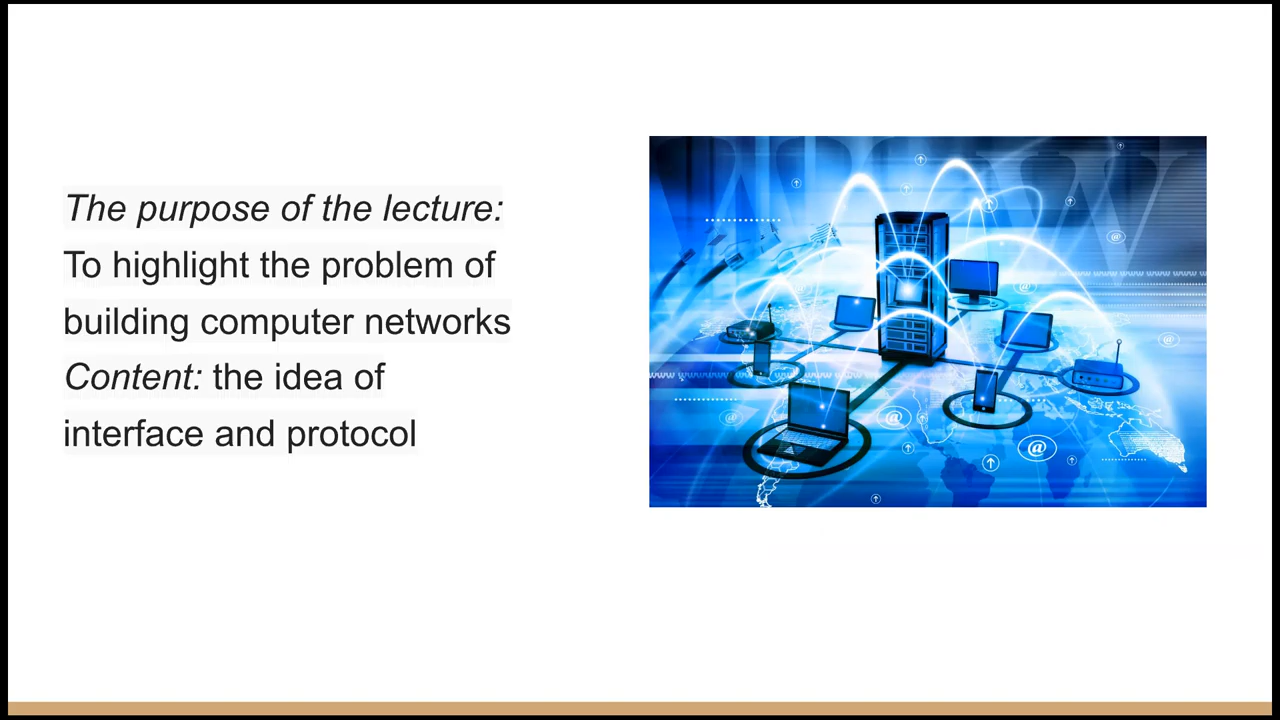 The purpose of the lecture:
To highlight the problem of
building computer networks
Content: the idea of
interface and protocol